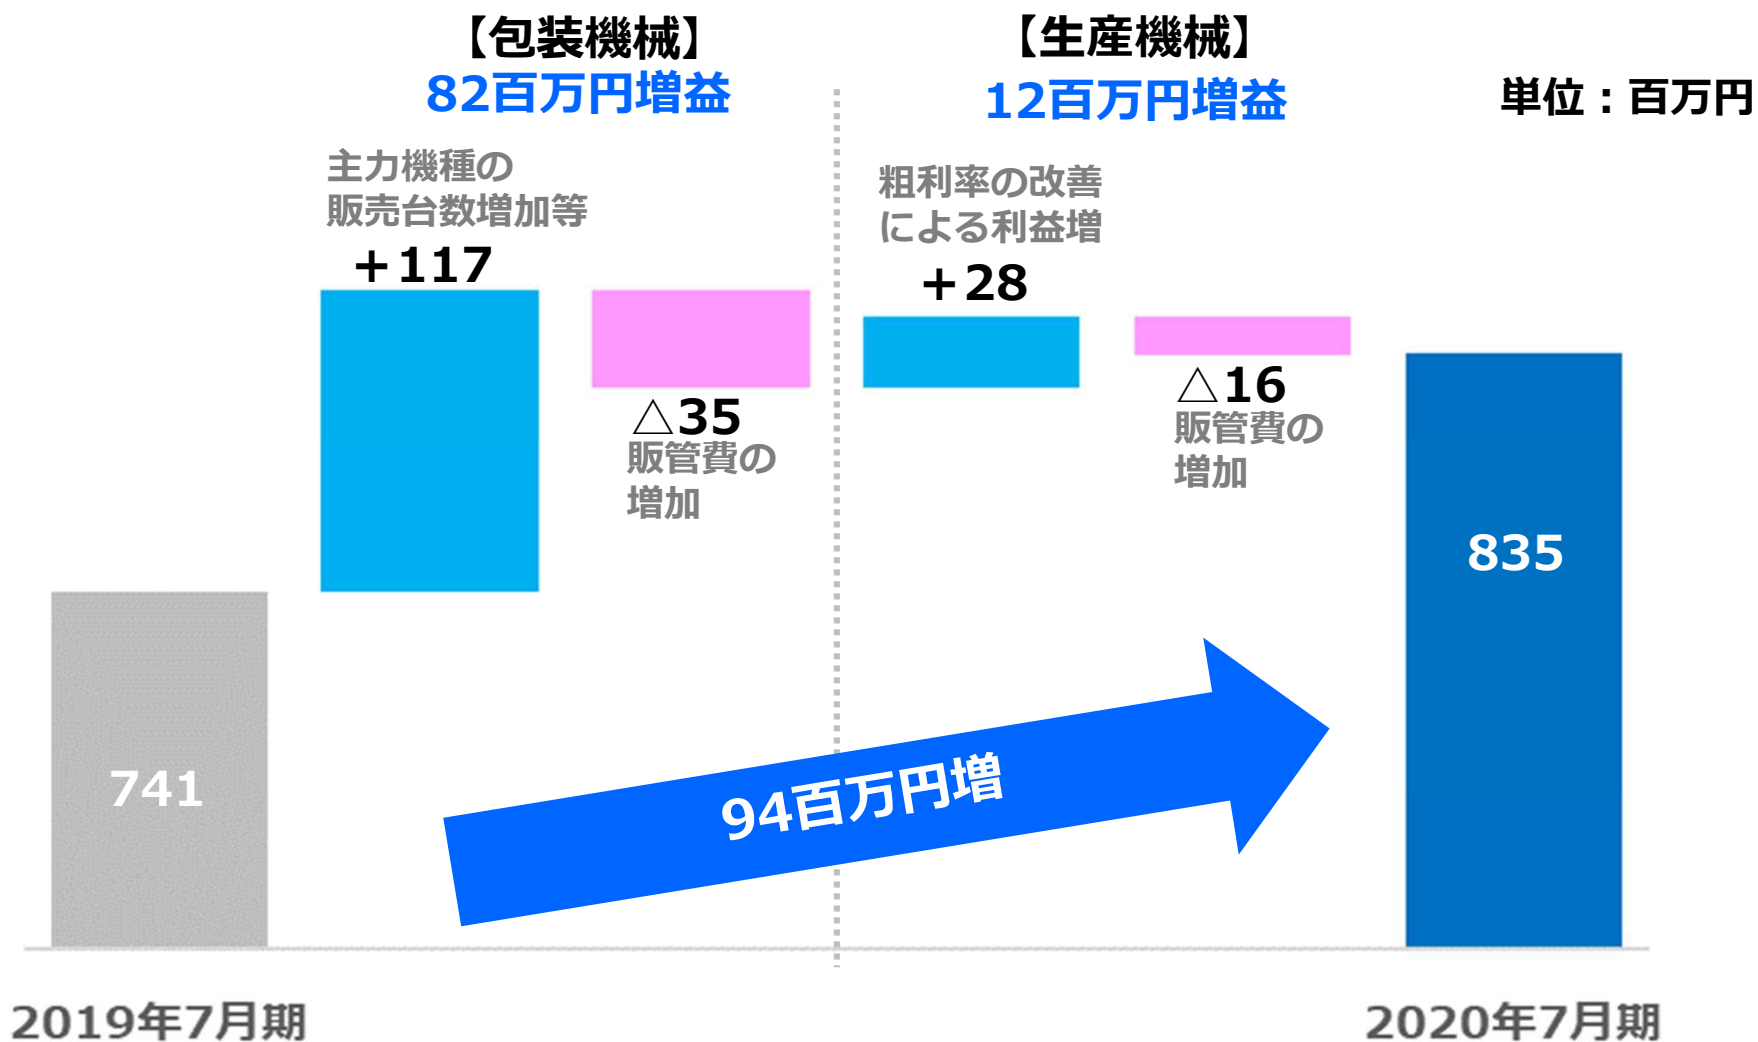 【包装機械】
82百万円増益
【生産機械】
12百万円増益
単位：百万円
主力機種の
販売台数増加等
＋117
△35
販管費の
増加
粗利率の改善
による利益増
＋28
△16
販管費の
増加
741
835
94百万円増
2019年7月期
2020年7月期